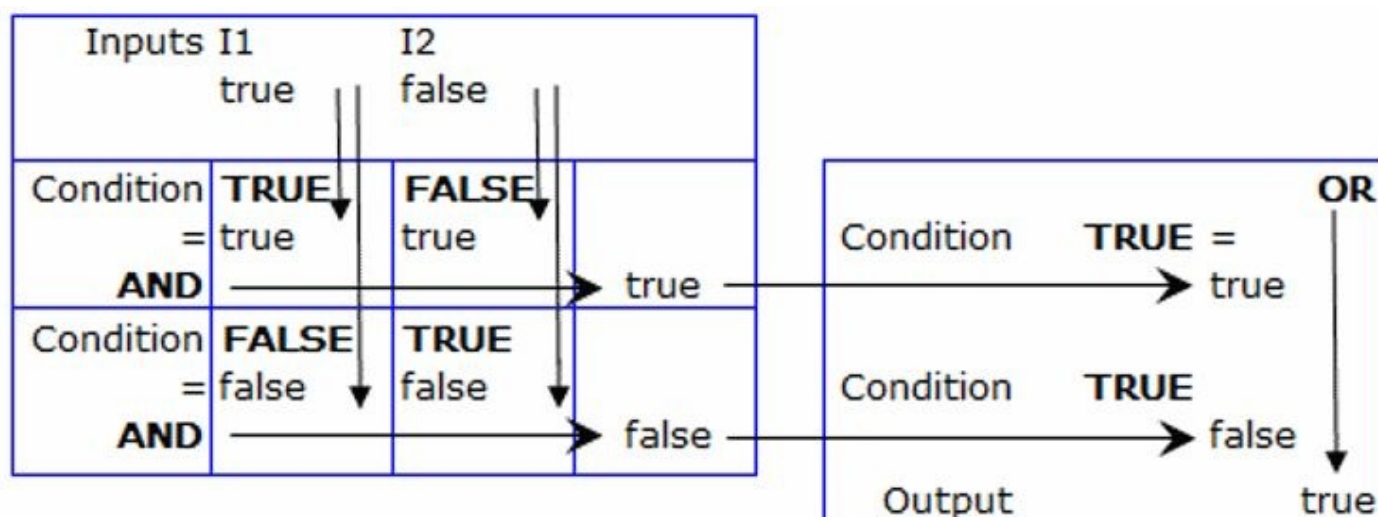 Inputs I1 I2
true false
Condition TRUE FALSE OR
= true true Condition TRUE =
AND true true
Condition FALSE TRUE
= false false Condition TRUE
AND false false
Output true